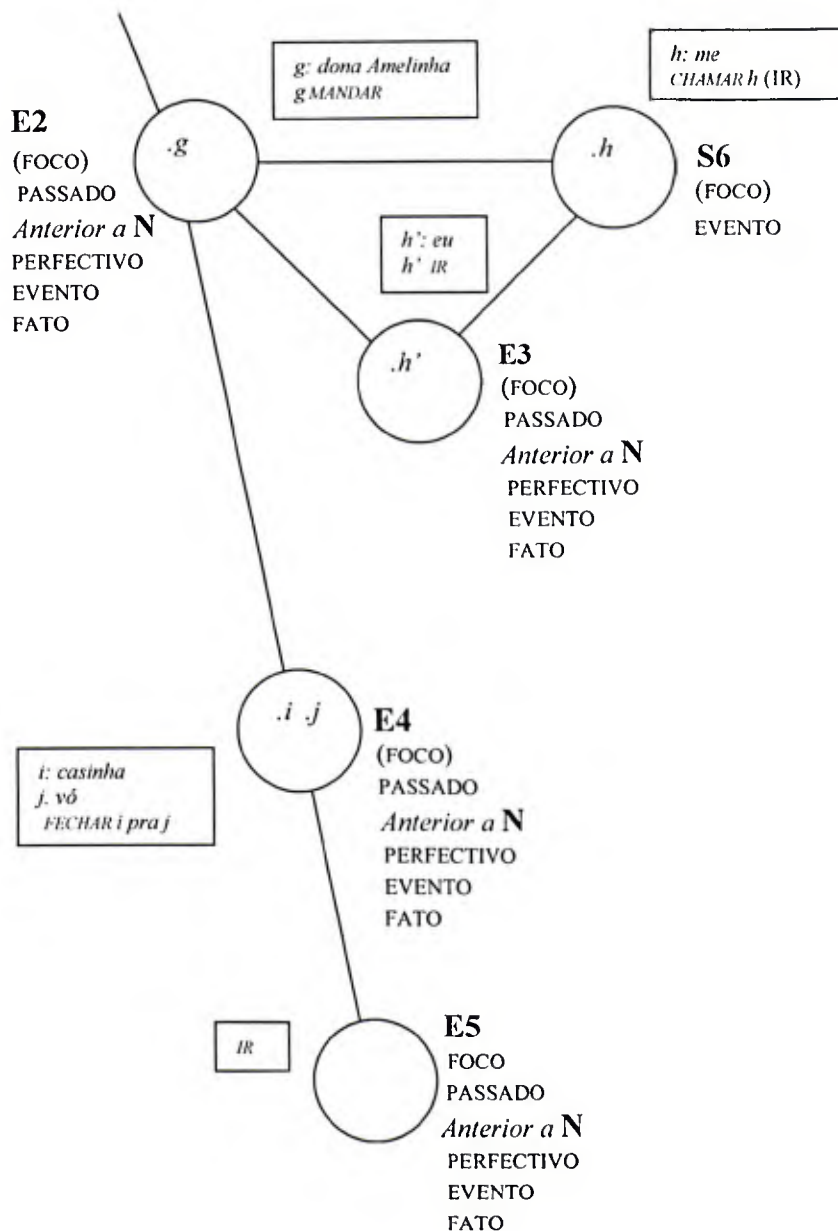 g: dona Amelinha
g MANDAR
h: me
CHAMAR h (IR)
E2
(FOCO)
PASSADO
Anterior a N
PERFECTIVO
EVENTO
FATO
.g
.h
S6
(FOCO)
EVENTO
h': eu
h' IR
.h'
E3
(FOCO)
PASSADO
Anterior a N
PERFECTIVO
EVENTO
FATO
.i .j
E4
(FOCO)
PASSADO
Anterior a N
PERFECTIVO
EVENTO
FATO
i: casinha
j. vó
FECHAR i pra j
IR
E5
FOCO
PASSADO
Anterior a N
PERFECTIVO
EVENTO
FATO